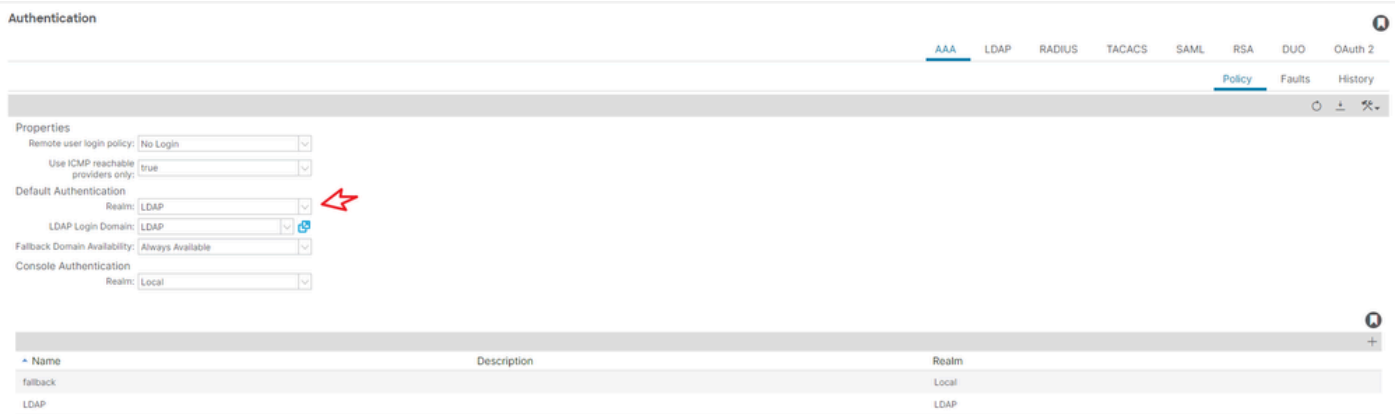 Authentication
AAA LDAP RADIUS TACACS SAML RSA DUO OAuth 2
Policy Faults History
Properties
Remote user login policy: No Login
Use ICMP reachable
providers only: true
Default Authentication
Realm: LDAP
LDAP Login Domain: LDAP
Fallback Domain Availability: Always Available
Console Authentication
Realm: Local
Name Description Realm
fallback Local
LDAP LDAP